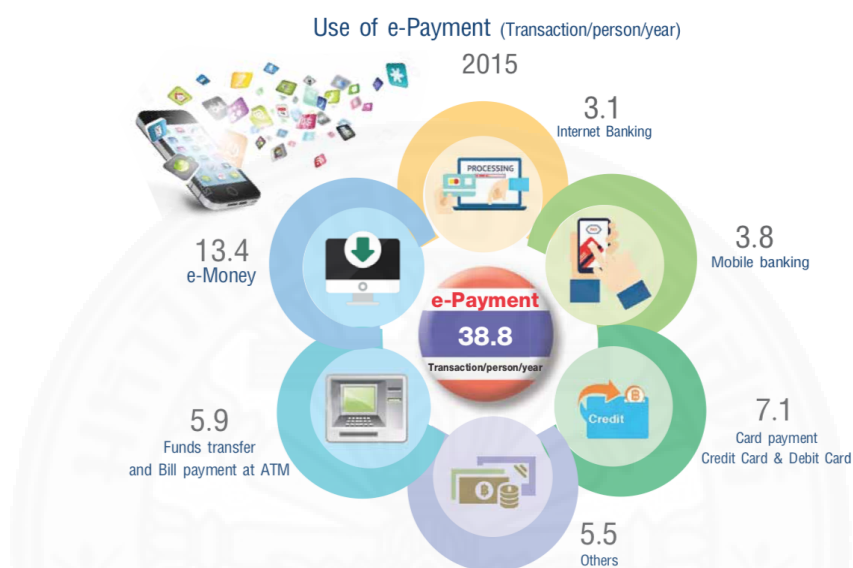 Use of e-Payment (Transaction/person/year)
2015
3.1
Internet Banking
PROCESSING
13.4
e-Money
3.8
Mobile banking
e-Payment
38.8
Transaction/person/year
5.9
Funds transfer
and Bill payment at ATM
Credit
7.1
Card payment
Credit Card & Debit Card
5.5
Others